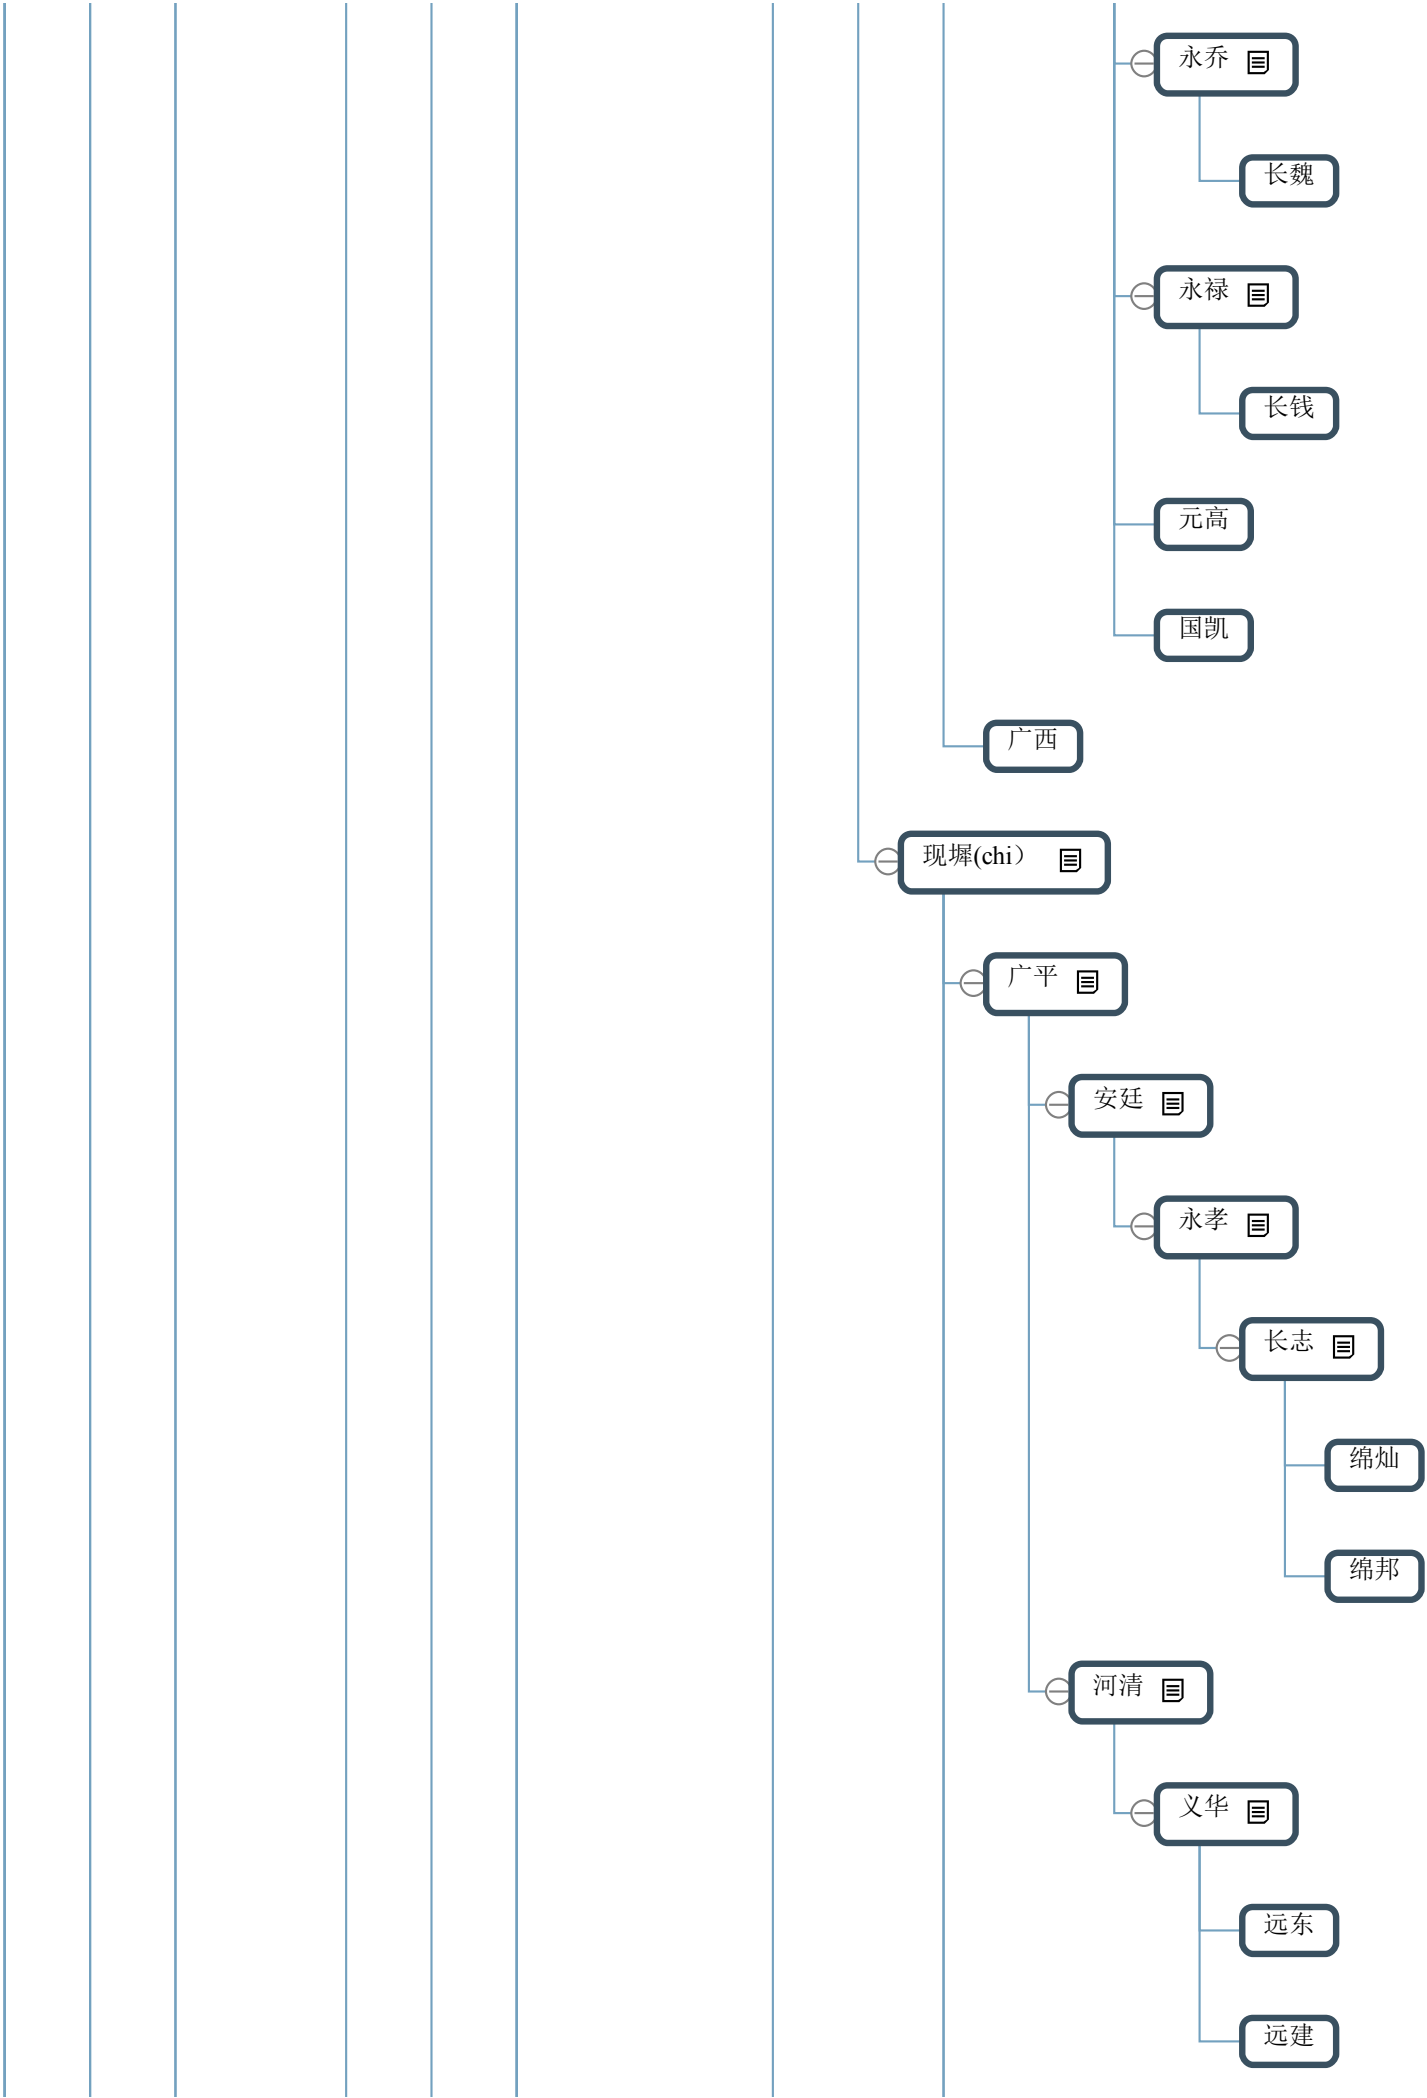 永乔
长魏
永禄
长钱
元高
国凯
广西
现墀(chi）
广平
安廷
永孝
长志
绵灿
绵邦
河清
义华
远东
远建